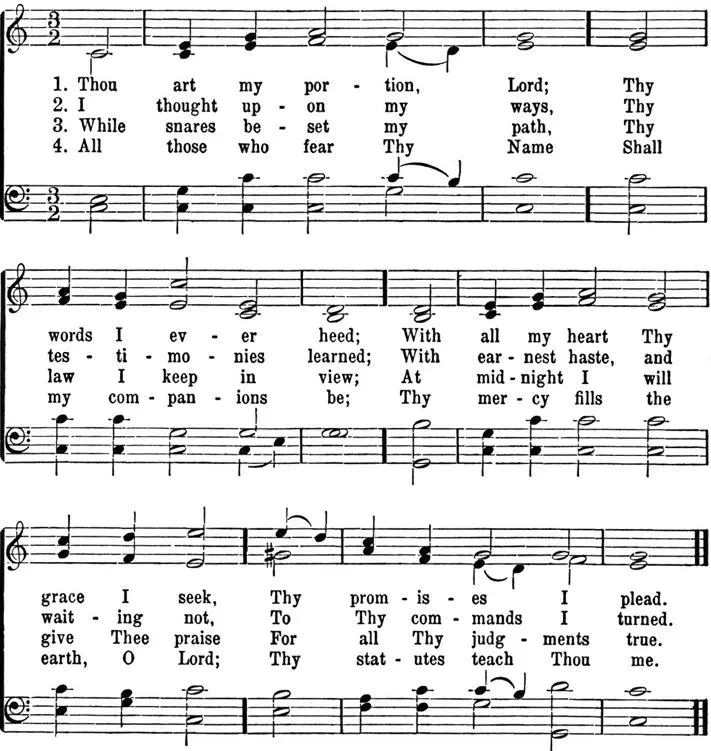 3 2
1. Thou art my por - tion, Lord; Thy
2. I thought up - on my ways, Thy
3. While snares be - set my path, Thy
4. All those who fear Thy Name Shall
3 2
words I ev - er heed; With all my heart Thy
tes - ti - mo - nies learned; With ear - nest haste, and
law I keep in view; At mid - night I will
my com - pan - ions be; Thy mer - cy fills the
grace I seek, Thy prom - is - es I plead.
wait - ing not, To Thy com - mands I turned.
give Thee praise For all Thy judg - ments true.
earth, O Lord; Thy stat - utes teach Thou me.